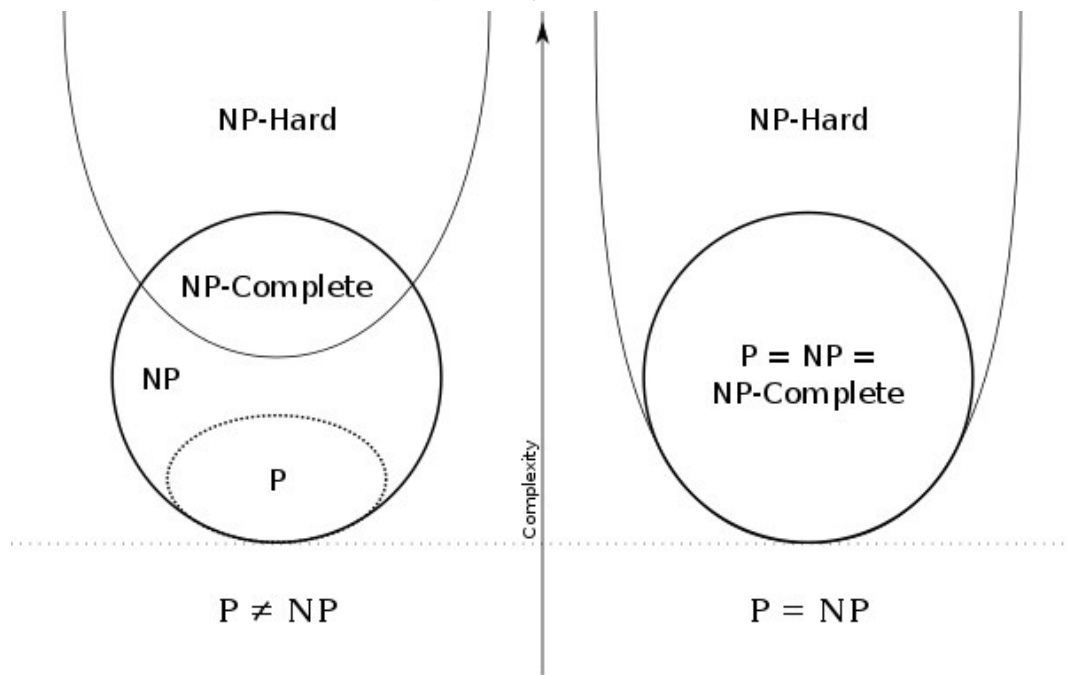 NP-Hard
NP-Complete
NP
P
P ≠ NP
Complexity
NP-Hard
P = NP =
NP-Complete
P = NP